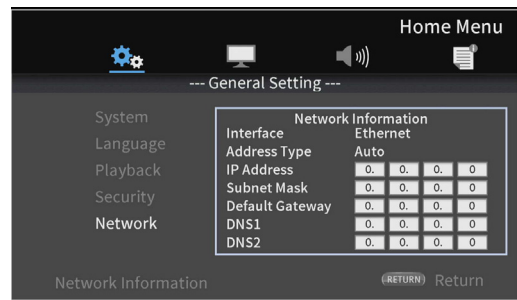 Home Menu
--- General Setting ---
System
Language
Playback
Security
Network
Network Information
Interface Ethernet
Address Type Auto
IP Address 0. 0. 0. 0
Subnet Mask 0. 0. 0. 0
Default Gateway 0. 0. 0. 0
DNS1 0. 0. 0. 0
DNS2 0. 0. 0. 0
Network Information
RETURN Return